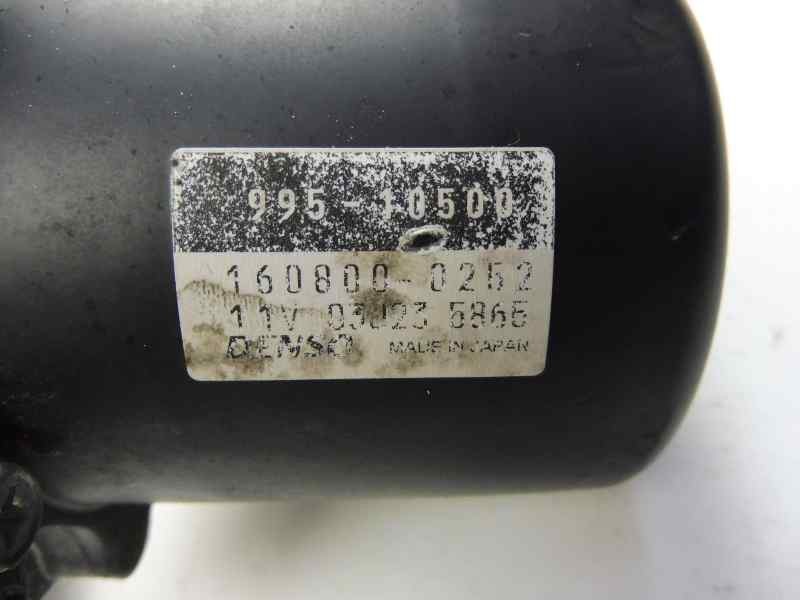 995-10500
160800-0252
11V 03J23 5865
DENSO MADE IN JAPAN